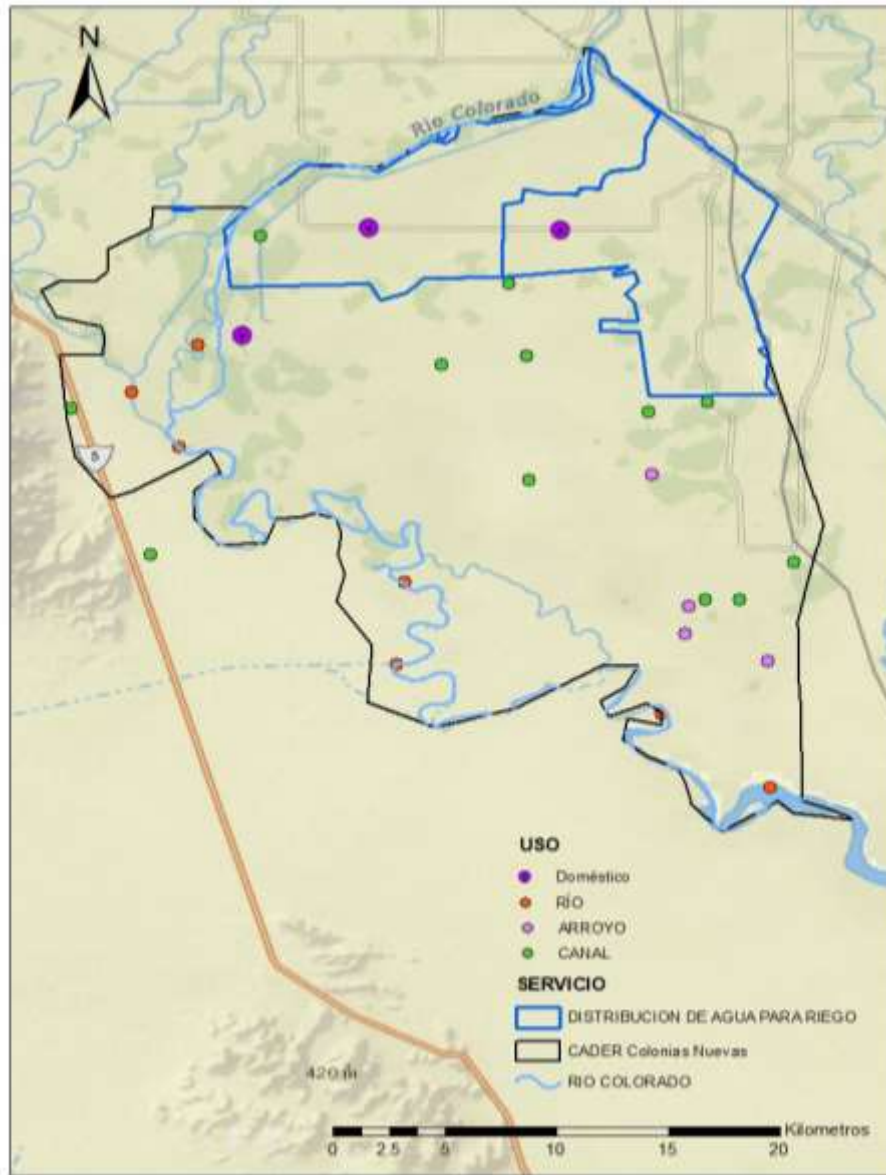 N
Río Colorado
5
USO
Doméstico
RÍO
ARROYO
CANAL
SERVICIO
DISTRIBUCION DE AGUA PARA RIEGO
CADER Colonias Nuevas
RIO COLORADO
420 m
Kilometros
0 2.5 5 10 15 20